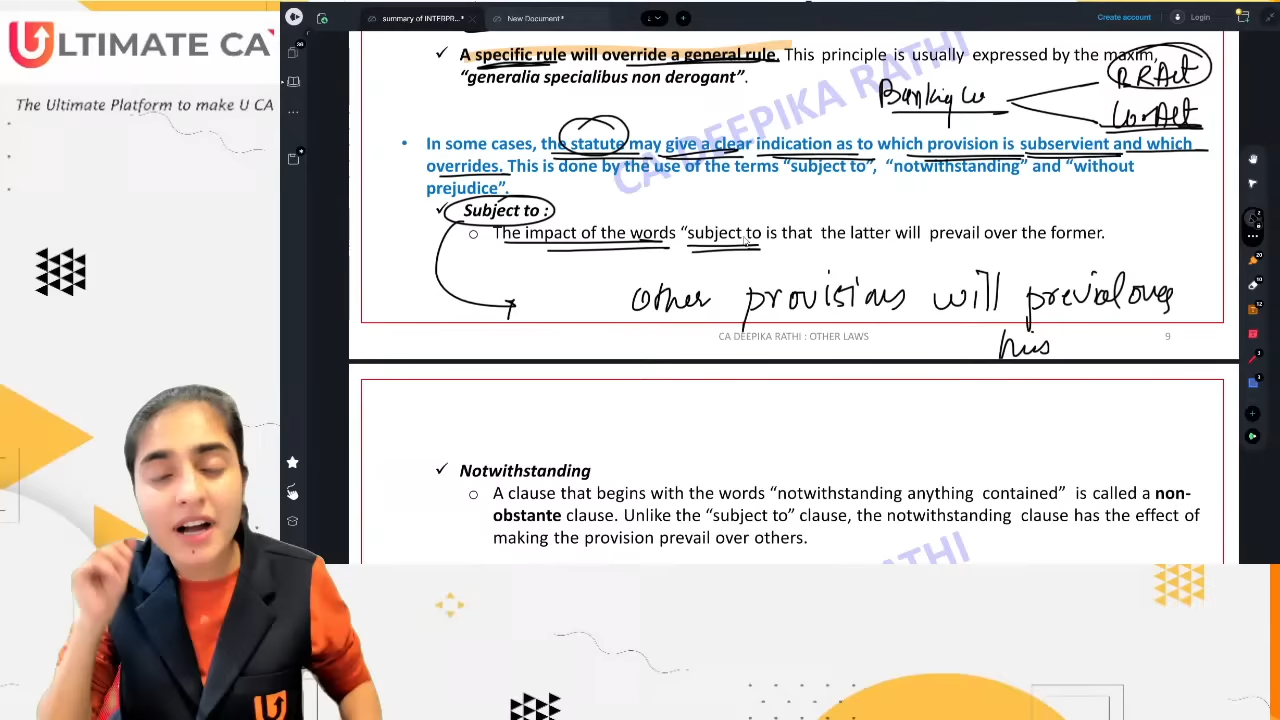 ULTIMATE CA
The Ultimate Platform to make U CA
summary of INTERPR...*
New Document*
Create account
Login
✓ A specific rule will override a general rule. This principle is usually expressed by the maxim,
"generalia specialibus non derogant".
Banking Co
B.R.Act
Co. Act
• In some cases, the statute may give a clear indication as to which provision is subservient and which
overrides. This is done by the use of the terms "subject to", "notwithstanding" and "without
prejudice".
✓ Subject to :
o The impact of the words "subject to is that the latter will prevail over the former.
other provisions will
this
CA DEEPIKA RATHI : OTHER LAWS
9
CA DEEPIKA RATHI
✓ Notwithstanding
o A clause that begins with the words "notwithstanding anything contained" is called a non-
obstante clause. Unlike the "subject to" clause, the notwithstanding clause has the effect of
making the provision prevail over others.